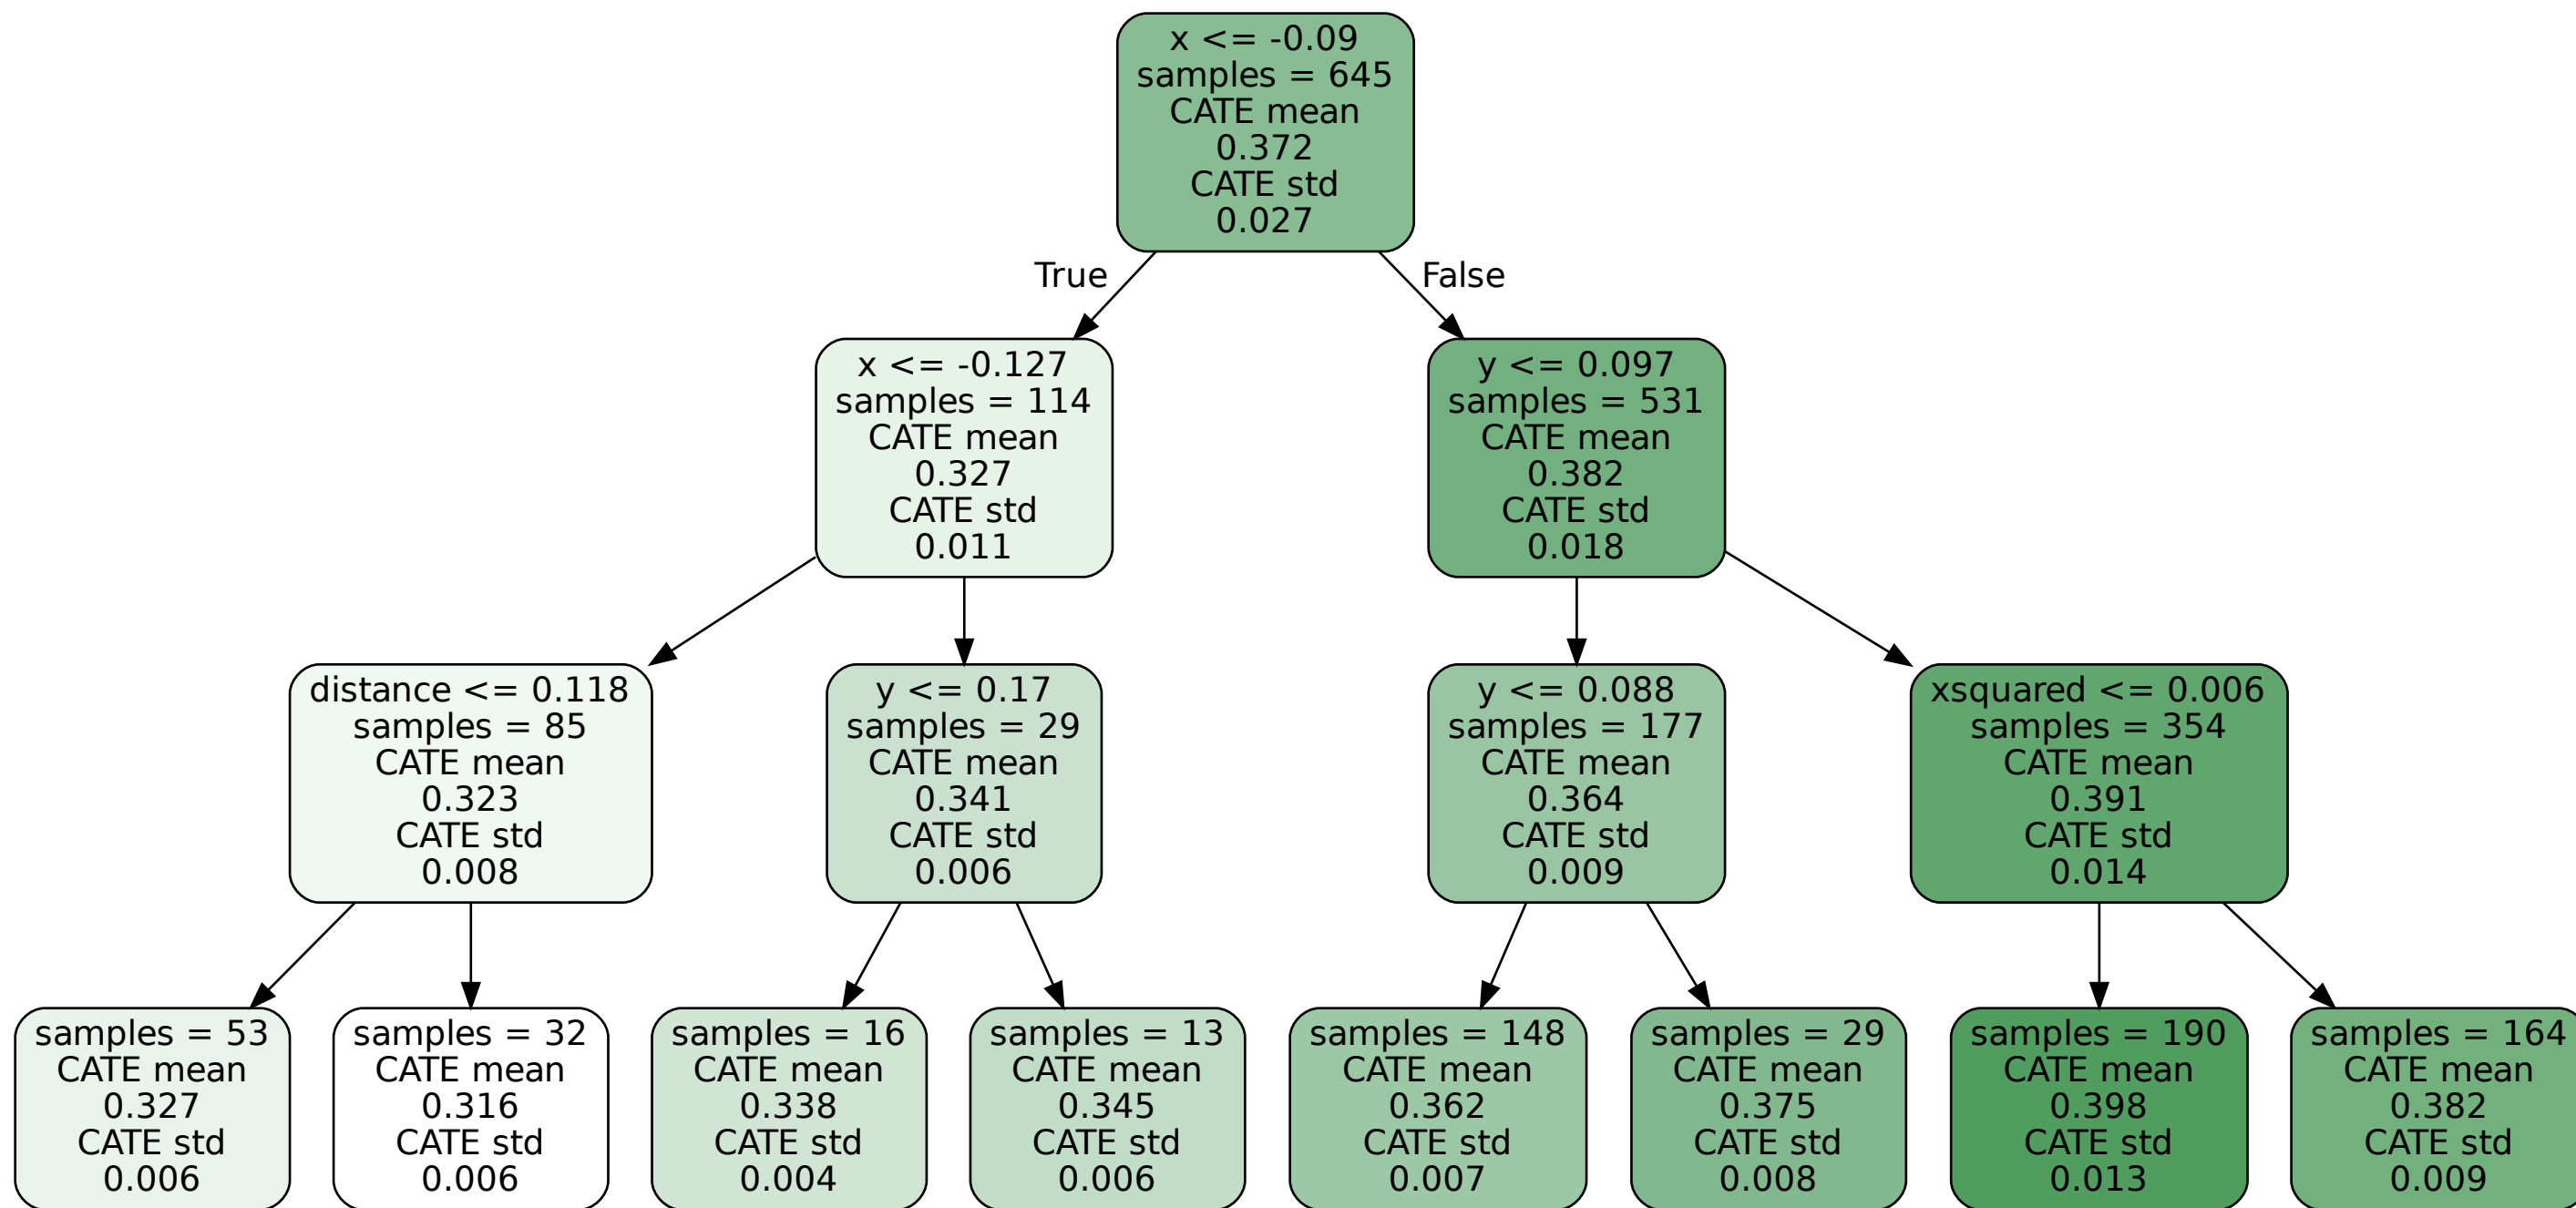 x <= -0.09
samples = 645
CATE mean
0.372
CATE std
0.027
True
False
x <= -0.127
samples = 114
CATE mean
0.327
CATE std
0.011
y <= 0.097
samples = 531
CATE mean
0.382
CATE std
0.018
distance <= 0.118
samples = 85
CATE mean
0.323
CATE std
0.008
y <= 0.17
samples = 29
CATE mean
0.341
CATE std
0.006
y <= 0.088
samples = 177
CATE mean
0.364
CATE std
0.009
xsquared <= 0.006
samples = 354
CATE mean
0.391
CATE std
0.014
samples = 53
CATE mean
0.327
CATE std
0.006
samples = 32
CATE mean
0.316
CATE std
0.006
samples = 16
CATE mean
0.338
CATE std
0.004
samples = 13
CATE mean
0.345
CATE std
0.006
samples = 148
CATE mean
0.362
CATE std
0.007
samples = 29
CATE mean
0.375
CATE std
0.008
samples = 190
CATE mean
0.398
CATE std
0.013
samples = 164
CATE mean
0.382
CATE std
0.009